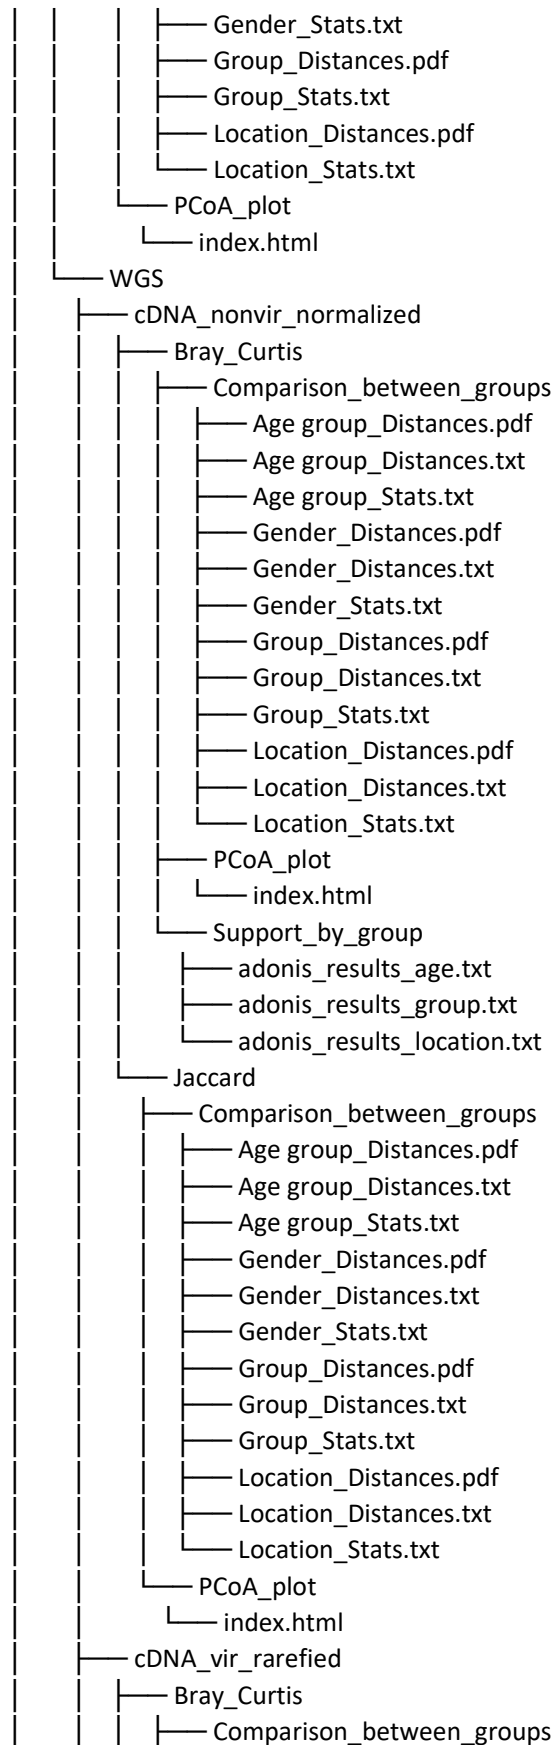 Gender_Stats.txt
Group_Distances.pdf
Group_Stats.txt
Location_Distances.pdf
Location_Stats.txt
PCoA_plot
index.html
WGS
cDNA_nonvir_normalized
Bray_Curtis
Comparison_between_groups
Age group_Distances.pdf
Age group_Distances.txt
Age group_Stats.txt
Gender_Distances.pdf
Gender_Distances.txt
Gender_Stats.txt
Group_Distances.pdf
Group_Distances.txt
Group_Stats.txt
Location_Distances.pdf
Location_Distances.txt
Location_Stats.txt
PCoA_plot
index.html
Support_by_group
adonis_results_age.txt
adonis_results_group.txt
adonis_results_location.txt
Jaccard
Comparison_between_groups
Age group_Distances.pdf
Age group_Distances.txt
Age group_Stats.txt
Gender_Distances.pdf
Gender_Distances.txt
Gender_Stats.txt
Group_Distances.pdf
Group_Distances.txt
Group_Stats.txt
Location_Distances.pdf
Location_Distances.txt
Location_Stats.txt
PCoA_plot
index.html
cDNA_vir_rarefied
Bray_Curtis
Comparison_between_groups